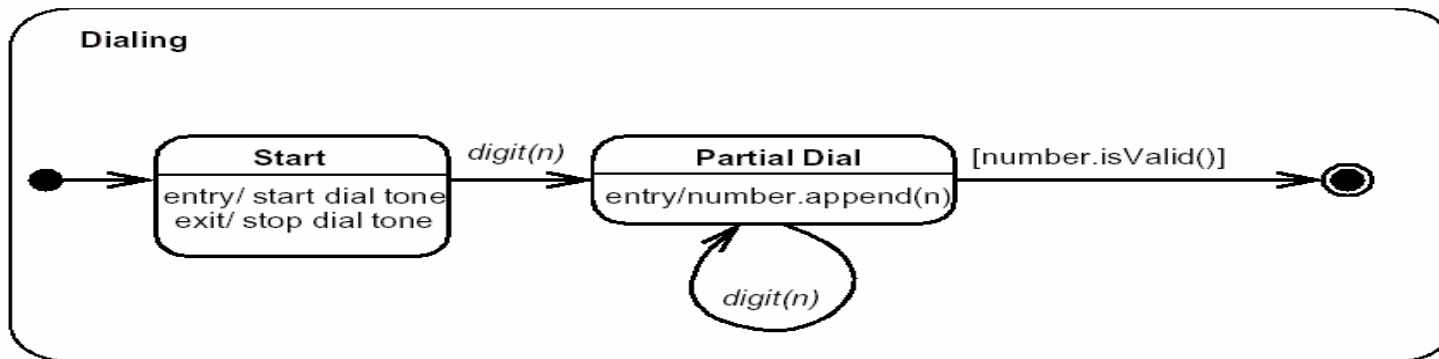 Dialing
Start
entry/ start dial tone
exit/ stop dial tone
digit(n)
Partial Dial
entry/number.append(n)
digit(n)
[number.isValid()]